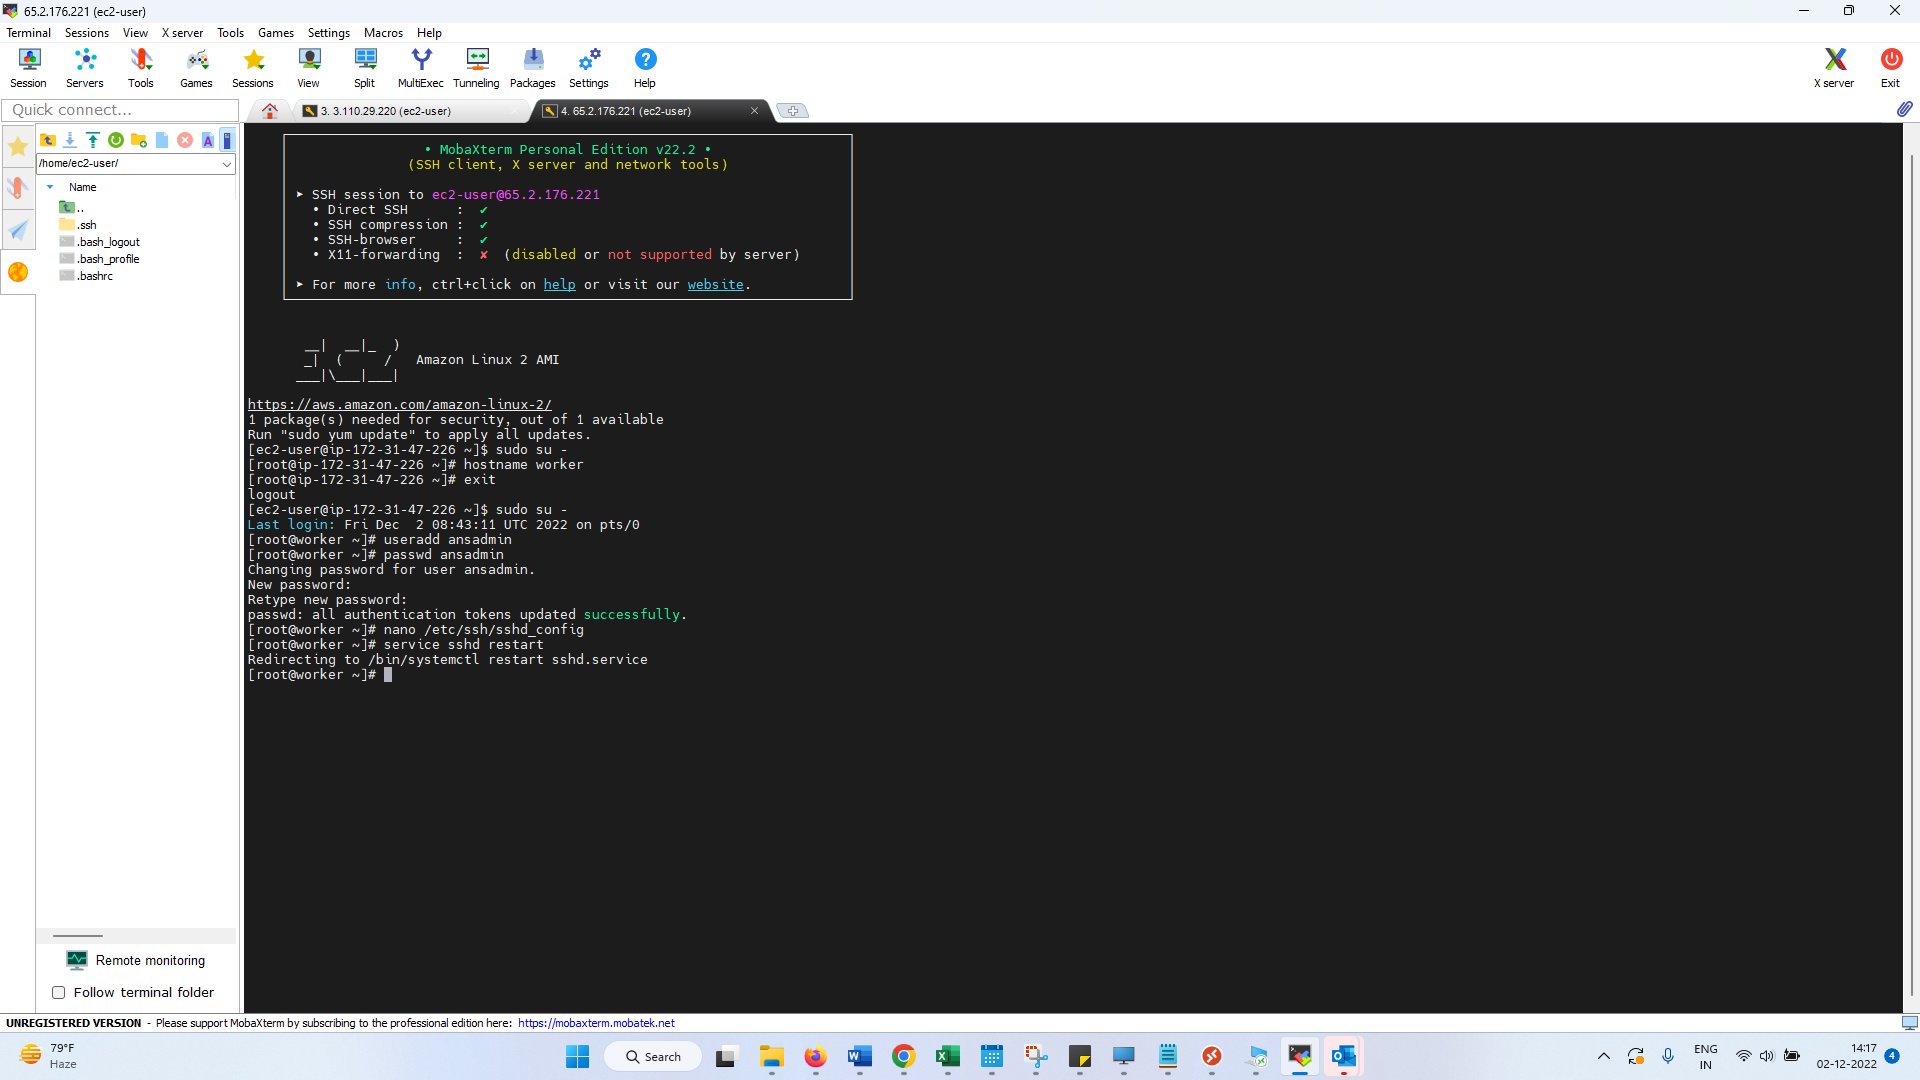 65.2.176.221 (ec2-user)
Terminal Sessions View X server Tools Games Settings Macros Help
Session Servers Tools Games Sessions View Split MultiExec Tunneling Packages Settings Help X server Exit
Quick connect...
3. 3.110.29.220 (ec2-user)
4. 65.2.176.221 (ec2-user)
/home/ec2-user/
Name
..
.ssh
.bash_logout
.bash_profile
.bashrc
Remote monitoring
Follow terminal folder
• MobaXterm Personal Edition v22.2 •
(SSH client, X server and network tools)
➤ SSH session to ec2-user@65.2.176.221
• Direct SSH : ✔
• SSH compression : ✔
• SSH-browser : ✔
• X11-forwarding : ✘ (disabled or not supported by server)
➤ For more info, ctrl+click on help or visit our website.
__| __|_ )
_| ( / Amazon Linux 2 AMI
___|\___|___|
https://aws.amazon.com/amazon-linux-2/
1 package(s) needed for security, out of 1 available
Run "sudo yum update" to apply all updates.
[ec2-user@ip-172-31-47-226 ~]$ sudo su -
[root@ip-172-31-47-226 ~]# hostname worker
[root@ip-172-31-47-226 ~]# exit
logout
[ec2-user@ip-172-31-47-226 ~]$ sudo su -
Last login: Fri Dec  2 08:43:11 UTC 2022 on pts/0
[root@worker ~]# useradd ansadmin
[root@worker ~]# passwd ansadmin
Changing password for user ansadmin.
New password:
Retype new password:
passwd: all authentication tokens updated successfully.
[root@worker ~]# nano /etc/ssh/sshd_config
[root@worker ~]# service sshd restart
Redirecting to /bin/systemctl restart sshd.service
[root@worker ~]#
UNREGISTERED VERSION - Please support MobaXterm by subscribing to the professional edition here: https://mobaxterm.mobatek.net
79°F
Haze
Search
ENG
IN
14:17
02-12-2022
4